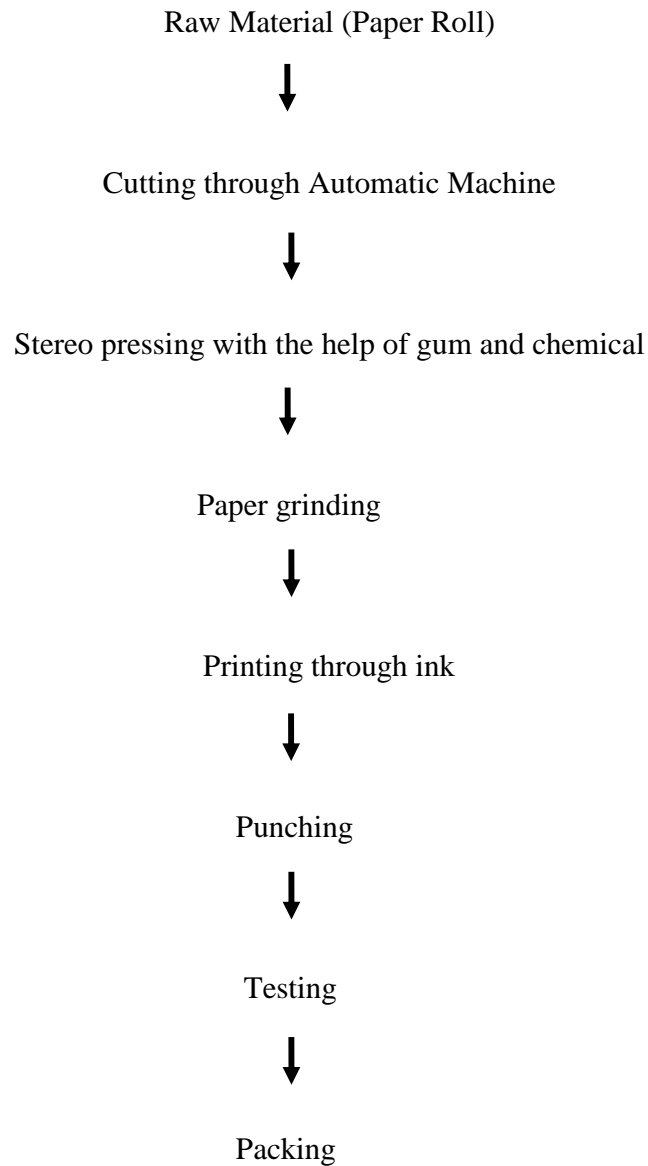 Raw Material (Paper Roll)
Cutting through Automatic Machine
Stereo pressing with the help of gum and chemical
Paper grinding
Printing through ink
Punching
Testing
Packing